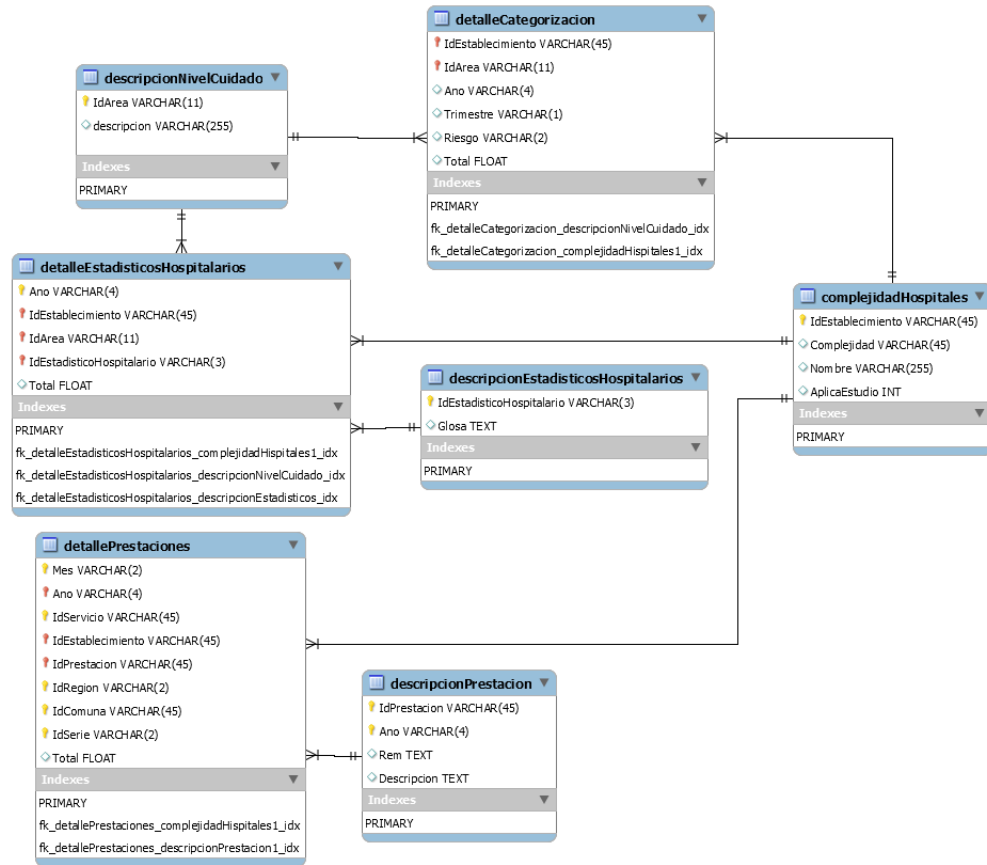 detalleCategorizacion
IdEstablecimiento VARCHAR(45)
IdArea VARCHAR(11)
Ano VARCHAR(4)
Trimestre VARCHAR(1)
Riesgo VARCHAR(2)
Total FLOAT
Indexes
PRIMARY
fk_detalleCategorizacion_descripcionNivelCuidado_idx
fk_detalleCategorizacion_complejidadHispitales1_idx
descripcionNivelCuidado
IdArea VARCHAR(11)
descripcion VARCHAR(255)
Indexes
PRIMARY
detalleEstadisticosHospitalarios
Ano VARCHAR(4)
IdEstablecimiento VARCHAR(45)
IdArea VARCHAR(11)
IdEstadisticoHospitalario VARCHAR(3)
Total FLOAT
Indexes
PRIMARY
fk_detalleEstadisticosHospitalarios_complejidadHispitales1_idx
fk_detalleEstadisticosHospitalarios_descripcionNivelCuidado_idx
fk_detalleEstadisticosHospitalarios_descripcionEstadisticos_idx
complejidadHospitales
IdEstablecimiento VARCHAR(45)
Complejidad VARCHAR(45)
Nombre VARCHAR(255)
AplicaEstudio INT
Indexes
PRIMARY
descripcionEstadisticosHospitalarios
IdEstadisticoHospitalario VARCHAR(3)
Glosa TEXT
Indexes
PRIMARY
detallePrestaciones
Mes VARCHAR(2)
Ano VARCHAR(4)
IdServicio VARCHAR(45)
IdEstablecimiento VARCHAR(45)
IdPrestacion VARCHAR(45)
IdRegion VARCHAR(2)
IdComuna VARCHAR(45)
IdSerie VARCHAR(2)
Total FLOAT
Indexes
PRIMARY
fk_detallePrestaciones_complejidadHispitales1_idx
fk_detallePrestaciones_descripcionPrestacion1_idx
descripcionPrestacion
IdPrestacion VARCHAR(45)
Ano VARCHAR(4)
Rem TEXT
Descripcion TEXT
Indexes
PRIMARY